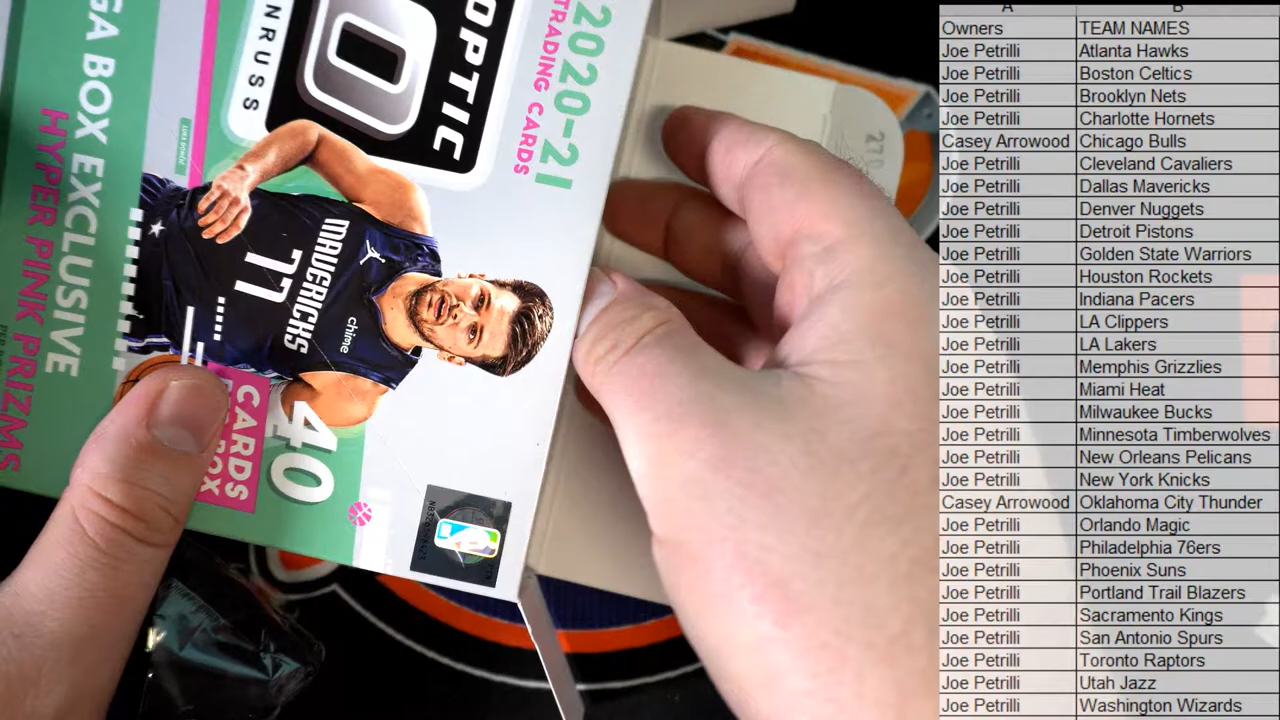 2020-21
TRADING CARDS
OPTIC
NRUSS
GA BOX EXCLUSIVE
HYPER PINK PRIZMS
MAVERICKS
77
chime
40
CARDS
BOX
270
A B
Owners TEAM NAMES
Joe Petrilli Atlanta Hawks
Joe Petrilli Boston Celtics
Joe Petrilli Brooklyn Nets
Joe Petrilli Charlotte Hornets
Casey Arrowood Chicago Bulls
Joe Petrilli Cleveland Cavaliers
Joe Petrilli Dallas Mavericks
Joe Petrilli Denver Nuggets
Joe Petrilli Detroit Pistons
Joe Petrilli Golden State Warriors
Joe Petrilli Houston Rockets
Joe Petrilli Indiana Pacers
Joe Petrilli LA Clippers
Joe Petrilli LA Lakers
Joe Petrilli Memphis Grizzlies
Joe Petrilli Miami Heat
Joe Petrilli Milwaukee Bucks
Joe Petrilli Minnesota Timberwolves
Joe Petrilli New Orleans Pelicans
Joe Petrilli New York Knicks
Casey Arrowood Oklahoma City Thunder
Joe Petrilli Orlando Magic
Joe Petrilli Philadelphia 76ers
Joe Petrilli Phoenix Suns
Joe Petrilli Portland Trail Blazers
Joe Petrilli Sacramento Kings
Joe Petrilli San Antonio Spurs
Joe Petrilli Toronto Raptors
Joe Petrilli Utah Jazz
Joe Petrilli Washington Wizards